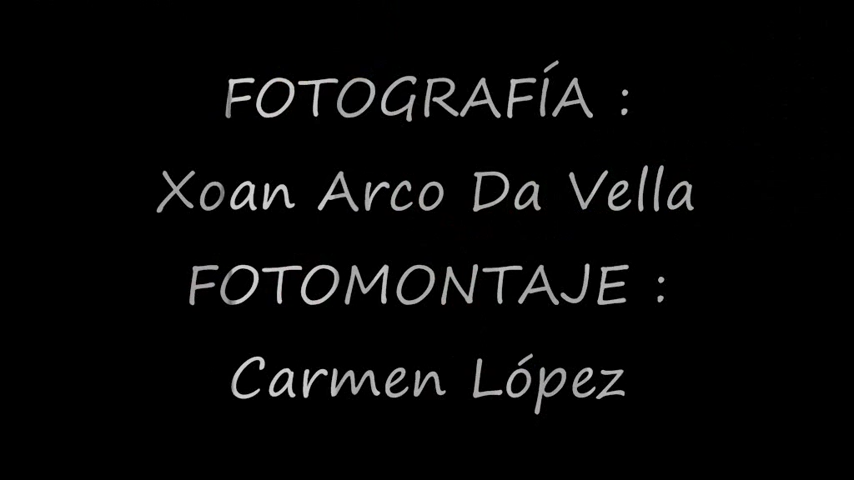 FOTOGRAFÍA :
Xoan Arco Da Vella
FOTOMONTAJE :
Carmen López